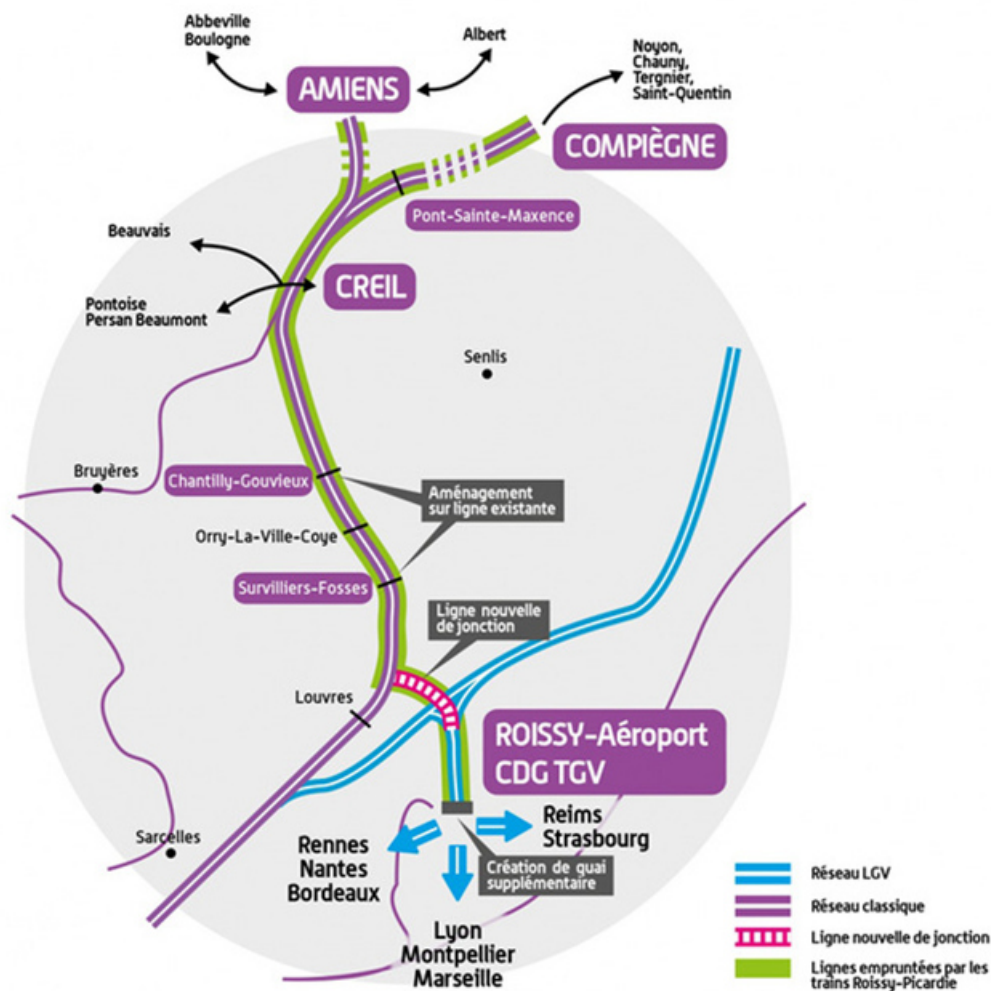 Abbeville
Boulogne
Albert
AMIENS
Noyon,
Chauny,
Tergnier,
Saint-Quentin
COMPIÈGNE
Pont-Sainte-Maxence
Beauvais
CREIL
Pontoise
Persan Beaumont
Senlis
Bruyères
Chantilly-Gouvieux
Aménagement
sur ligne existante
Orry-La-Ville-Coye
Survilliers-Fosses
Ligne nouvelle
de jonction
Louvres
ROISSY-Aéroport
CDG TGV
Reims
Strasbourg
Sarcelles
Rennes
Nantes
Bordeaux
Création de quai
supplémentaire
Lyon
Montpellier
Marseille
Réseau LGV
Réseau classique
Ligne nouvelle de jonction
Lignes empruntées par les
trains Roissy-Picardie